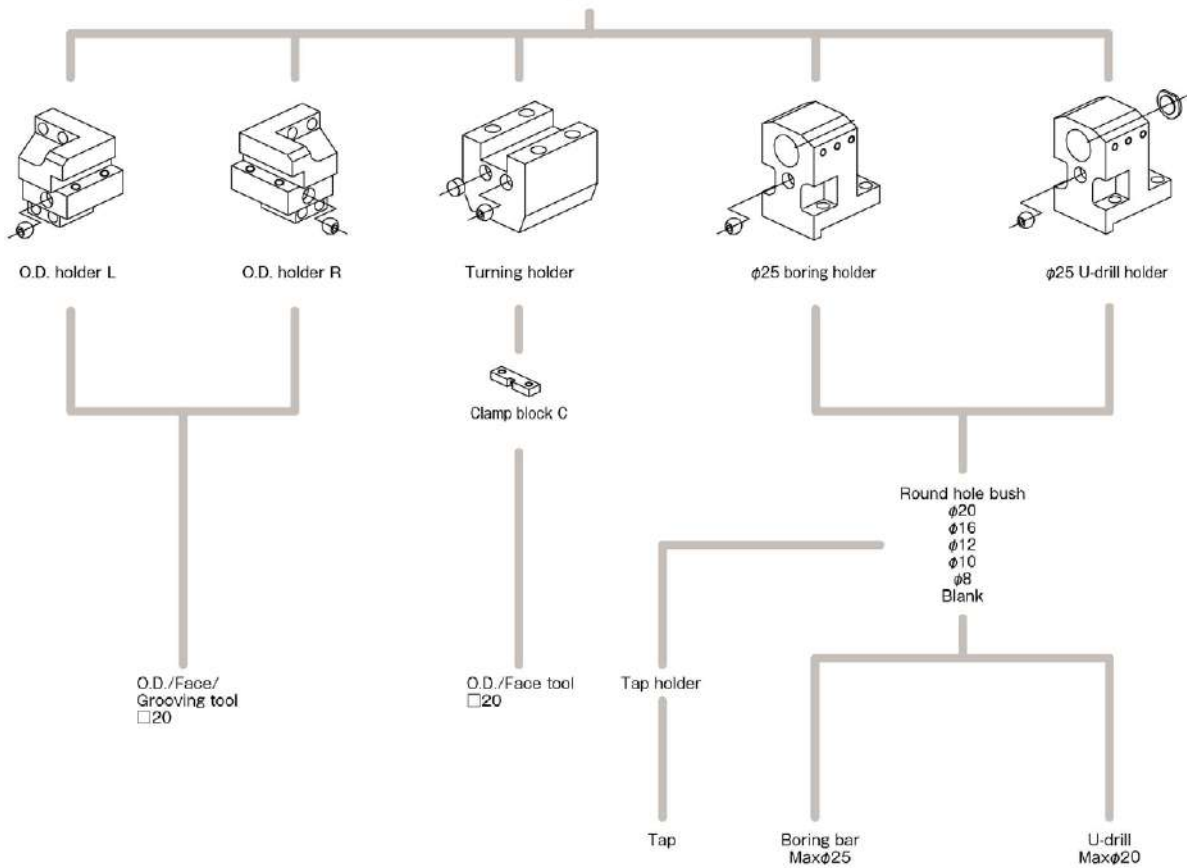 O.D. holder L
O.D. holder R
Turning holder
φ25 boring holder
φ25 U-drill holder
Clamp block C
Round hole bush
φ20
φ16
φ12
φ10
φ8
Blank
O.D./Face/
Grooving tool
□20
O.D./Face tool
□20
Tap holder
Tap
Boring bar
Maxφ25
U-drill
Maxφ20